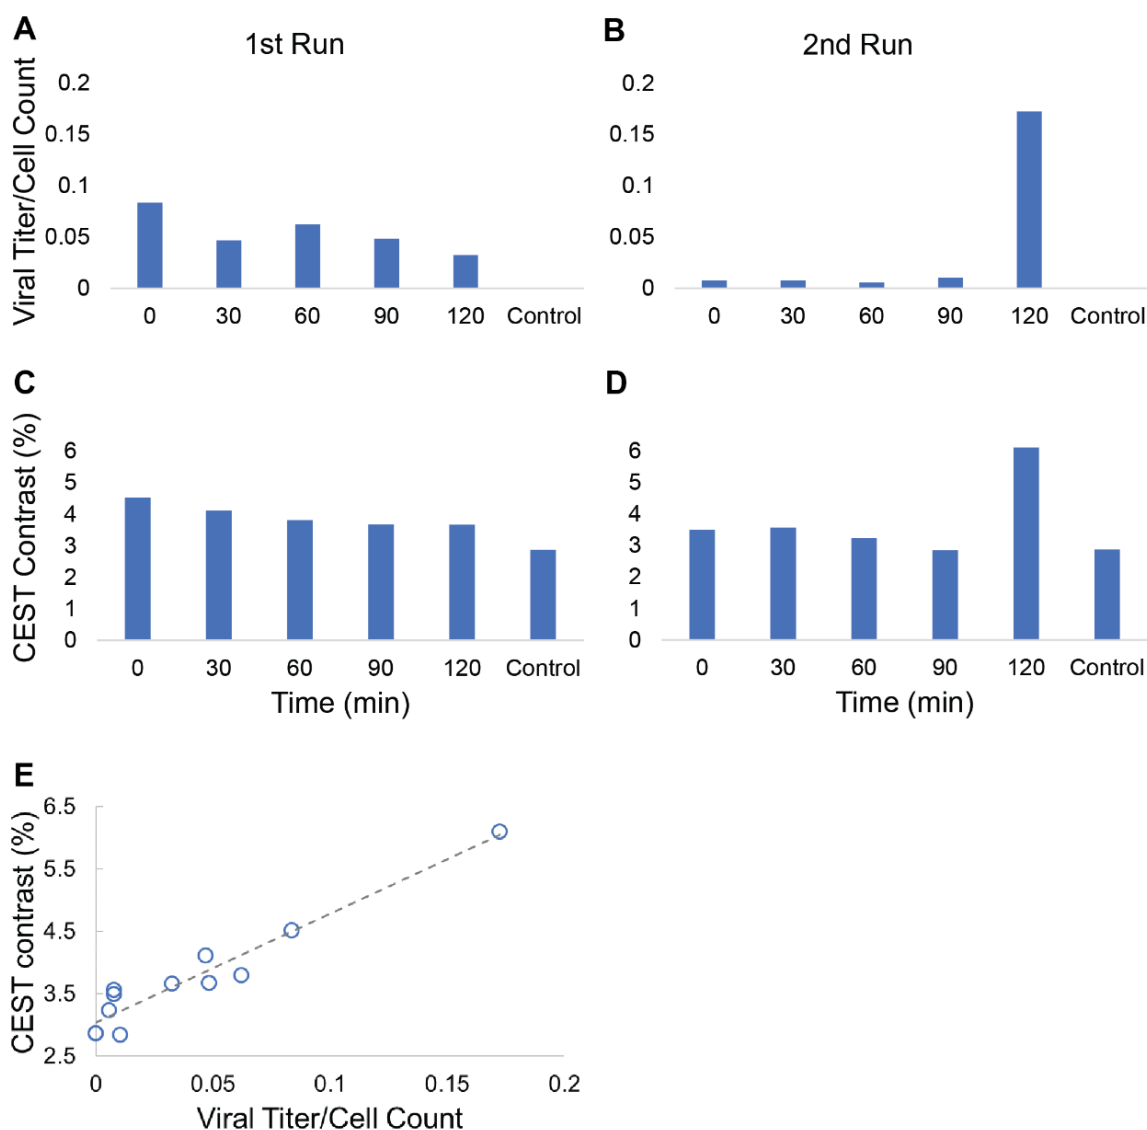 A
1st Run
Viral Titer/Cell Count
0.2
0.15
0.1
0.05
0
0 30 60 90 120 Control
B
2nd Run
0.2
0.15
0.1
0.05
0
0 30 60 90 120 Control
C
CEST Contrast (%)
6
5
4
3
2
1
0
0 30 60 90 120 Control
Time (min)
D
6
5
4
3
2
1
0
0 30 60 90 120 Control
Time (min)
E
CEST contrast (%)
6.5
5.5
4.5
3.5
2.5
0 0.05 0.1 0.15 0.2
Viral Titer/Cell Count